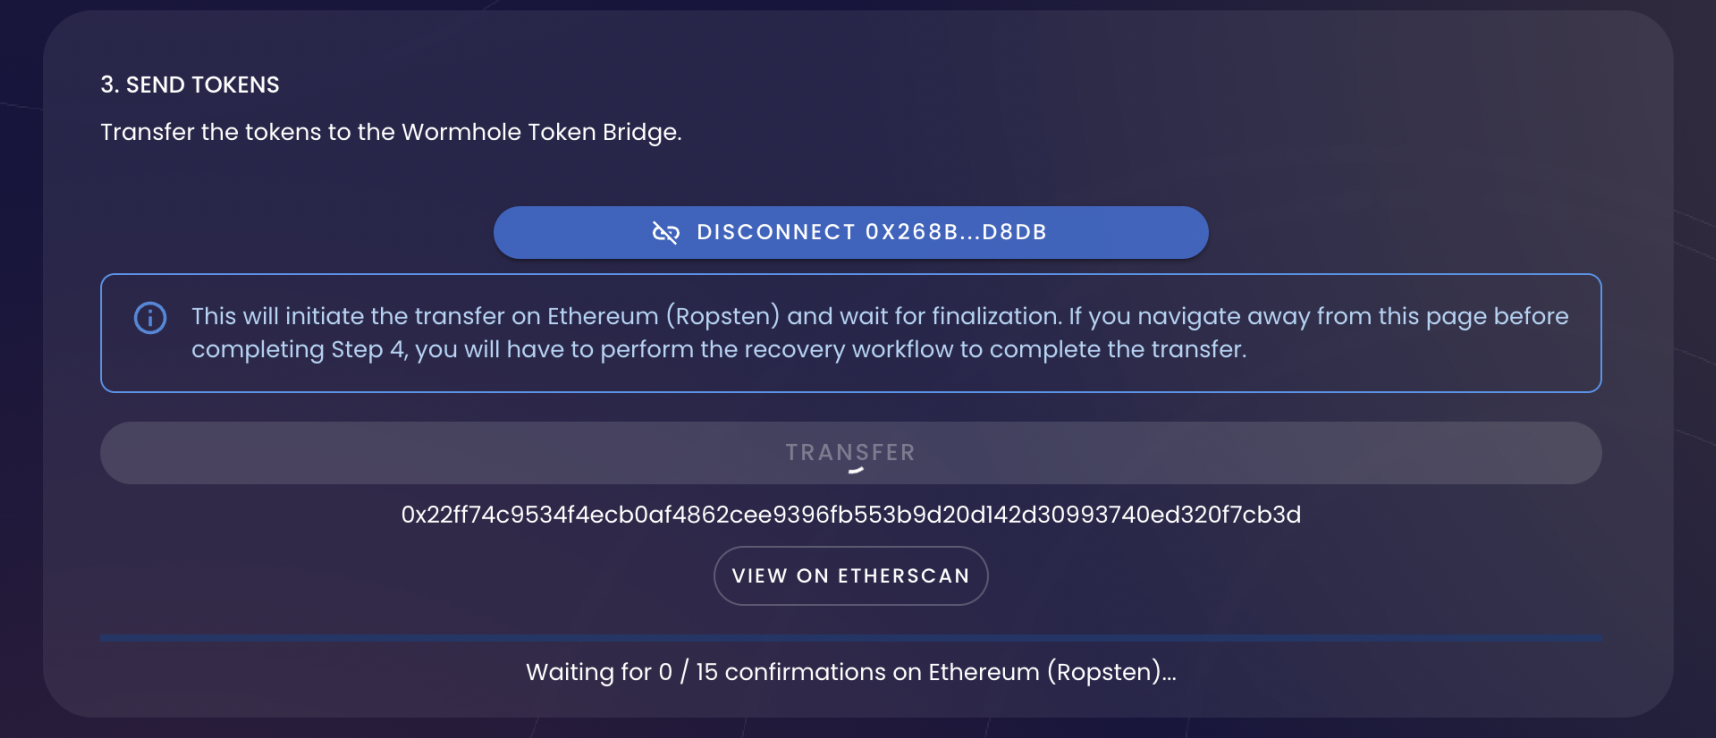 3. SEND TOKENS
Transfer the tokens to the Wormhole Token Bridge.
DISCONNECT 0X268B...D8DB
This will initiate the transfer on Ethereum (Ropsten) and wait for finalization. If you navigate away from this page before
completing Step 4, you will have to perform the recovery workflow to complete the transfer.
TRANSFER
0x22ff74c9534f4ecb0af4862cee9396fb553b9d20d142d30993740ed320f7cb3d
VIEW ON ETHERSCAN
Waiting for 0 / 15 confirmations on Ethereum (Ropsten)...